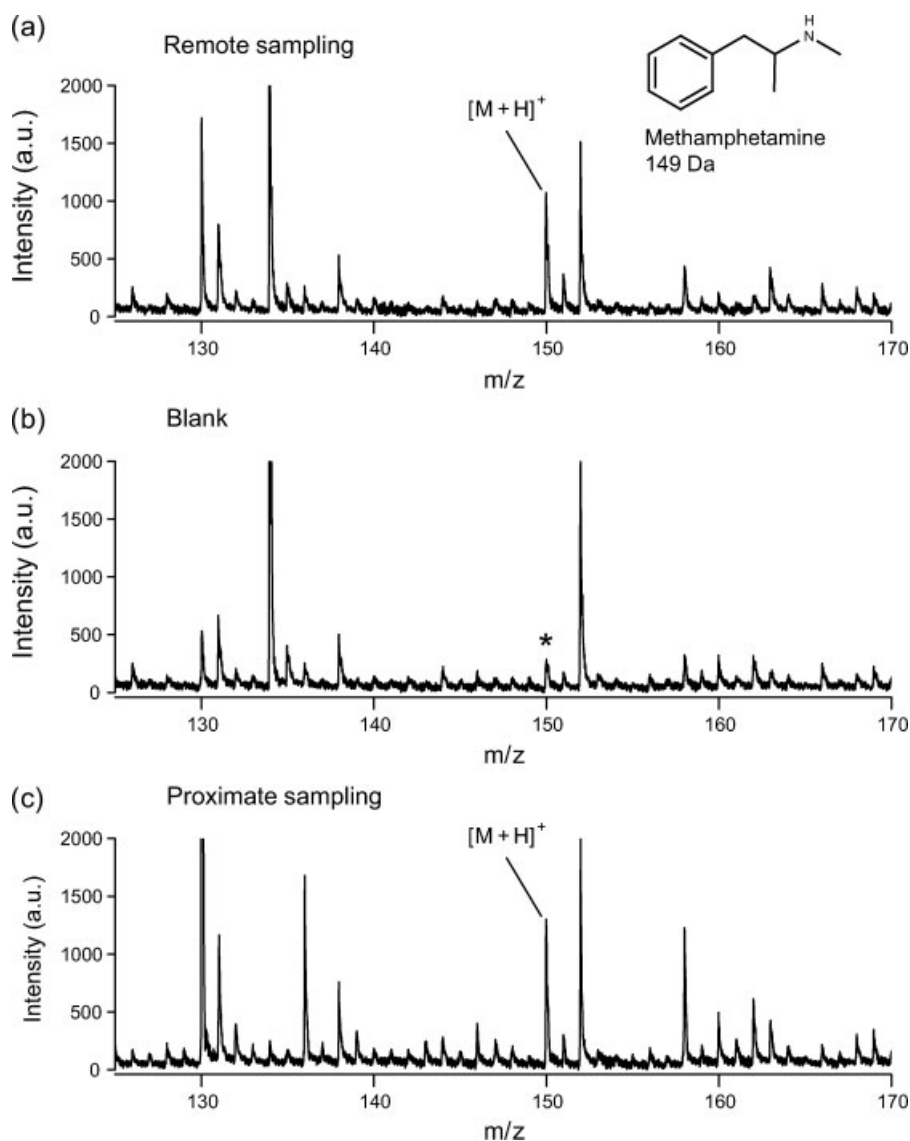 (a)
Remote sampling
H
N
[M + H]+
Methamphetamine
149 Da
2000
1500
1000
500
0
Intensity (a.u.)
130 140 150 160 170
m/z
(b)
Blank
2000
1500
1000
500
0
Intensity (a.u.)
*
130 140 150 160 170
m/z
(c)
Proximate sampling
[M + H]+
2000
1500
1000
500
0
Intensity (a.u.)
130 140 150 160 170
m/z